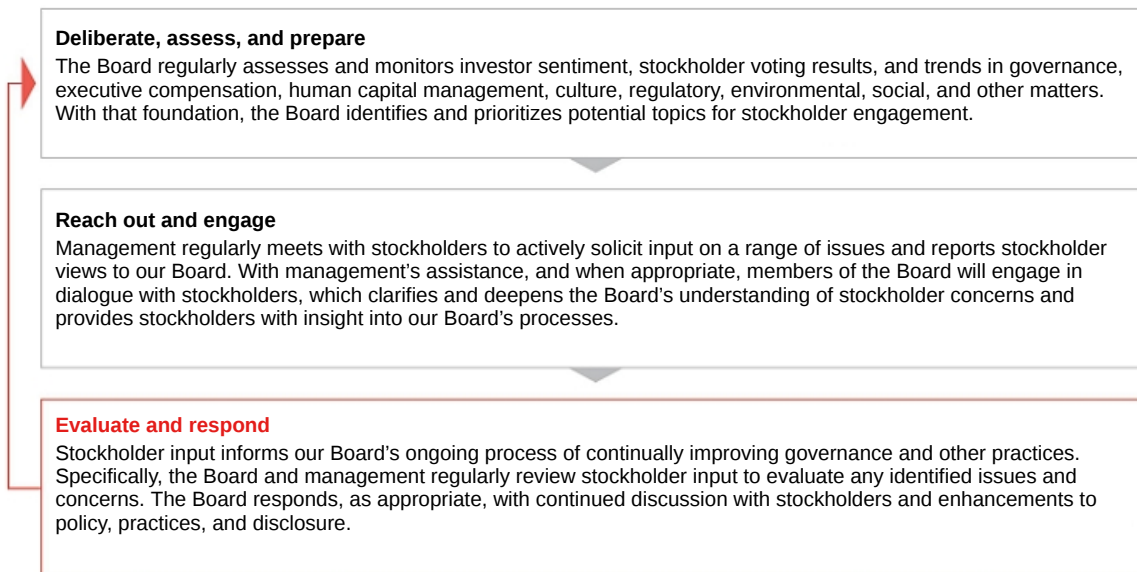 Deliberate, assess, and prepare
The Board regularly assesses and monitors investor sentiment, stockholder voting results, and trends in governance,
executive compensation, human capital management, culture, regulatory, environmental, social, and other matters.
With that foundation, the Board identifies and prioritizes potential topics for stockholder engagement.
Reach out and engage
Management regularly meets with stockholders to actively solicit input on a range of issues and reports stockholder
views to our Board. With management’s assistance, and when appropriate, members of the Board will engage in
dialogue with stockholders, which clarifies and deepens the Board’s understanding of stockholder concerns and
provides stockholders with insight into our Board’s processes.
Evaluate and respond
Stockholder input informs our Board’s ongoing process of continually improving governance and other practices.
Specifically, the Board and management regularly review stockholder input to evaluate any identified issues and
concerns. The Board responds, as appropriate, with continued discussion with stockholders and enhancements to
policy, practices, and disclosure.